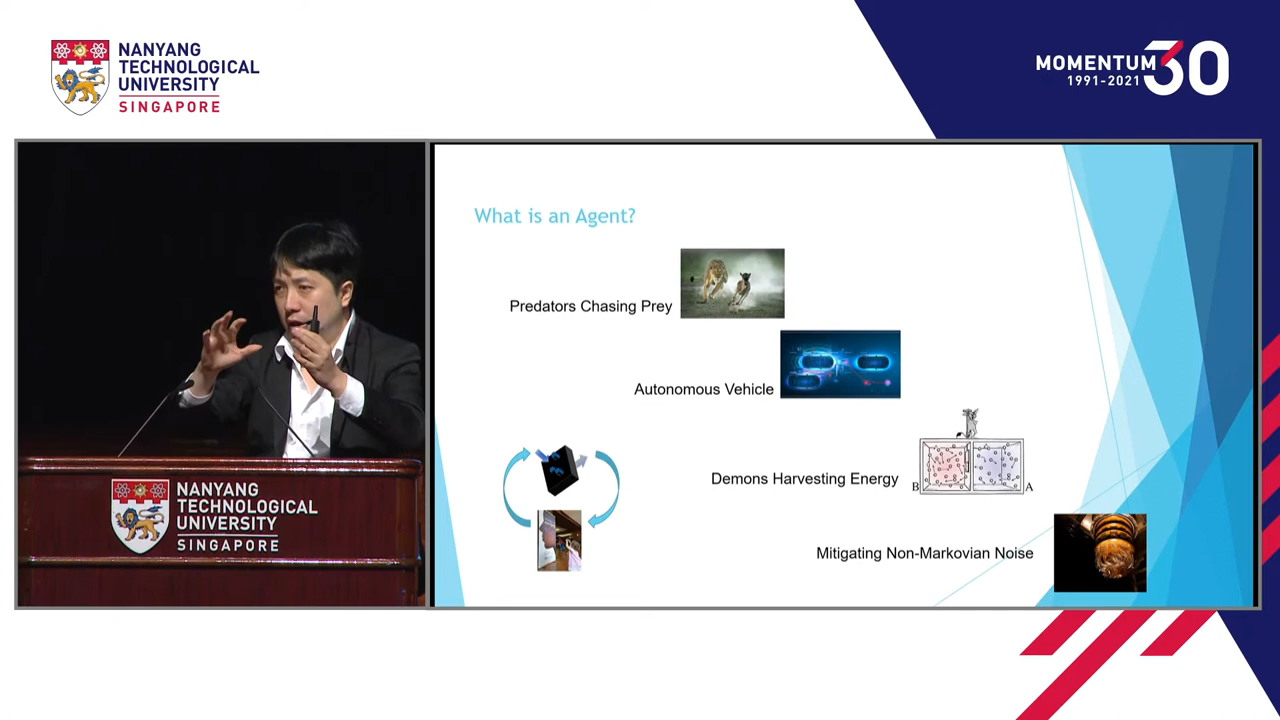 NANYANG
TECHNOLOGICAL
UNIVERSITY
SINGAPORE
MOMENTUM 30
1991-2021
What is an Agent?
Predators Chasing Prey
Autonomous Vehicle
Demons Harvesting Energy
B
A
Mitigating Non-Markovian Noise
NANYANG
TECHNOLOGICAL
UNIVERSITY
SINGAPORE